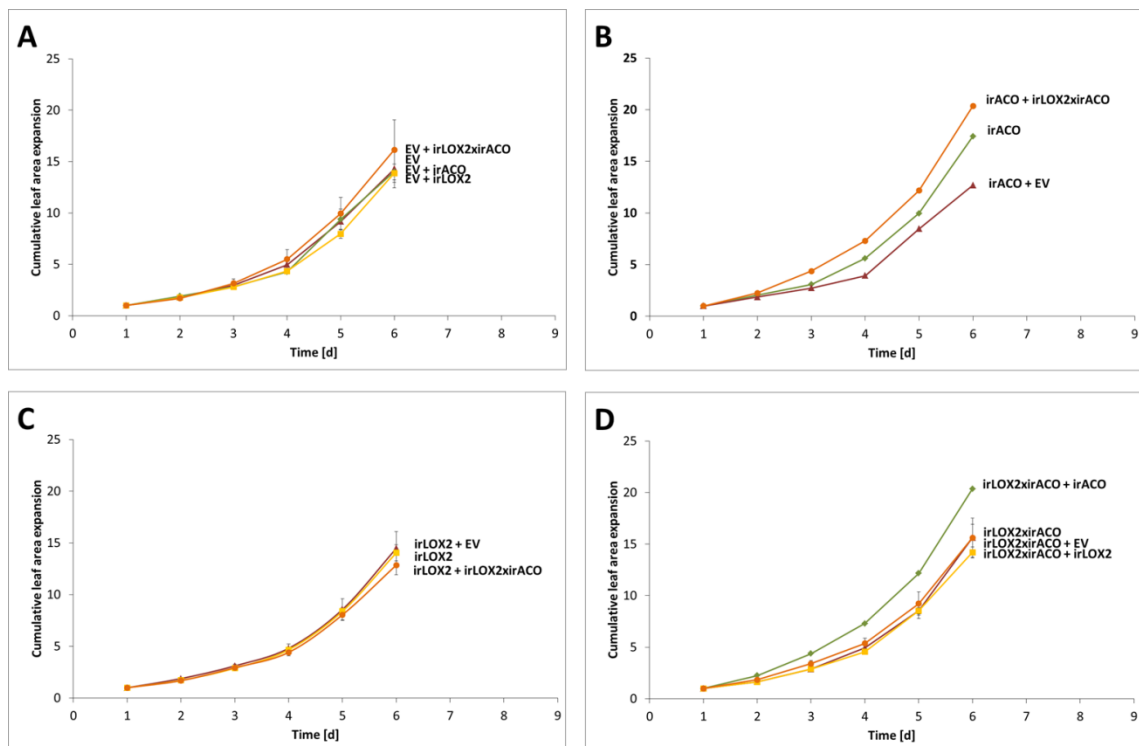 A
25
20
15
10
5
0
Cumulative leaf area expansion
EV + irLOX2xirACO
EV
EV + irACO
EV + irLOX2
0 1 2 3 4 5 6 7 8 9
Time [d]
B
25
20
15
10
5
0
Cumulative leaf area expansion
irACO + irLOX2xirACO
irACO
irACO + EV
0 1 2 3 4 5 6 7 8 9
Time [d]
C
25
20
15
10
5
0
Cumulative leaf area expansion
irLOX2 + EV
irLOX2
irLOX2 + irLOX2xirACO
0 1 2 3 4 5 6 7 8 9
Time [d]
D
25
20
15
10
5
0
Cumulative leaf area expansion
irLOX2xirACO + irACO
irLOX2xirACO
irLOX2xirACO + EV
irLOX2xirACO + irLOX2
0 1 2 3 4 5 6 7 8 9
Time [d]